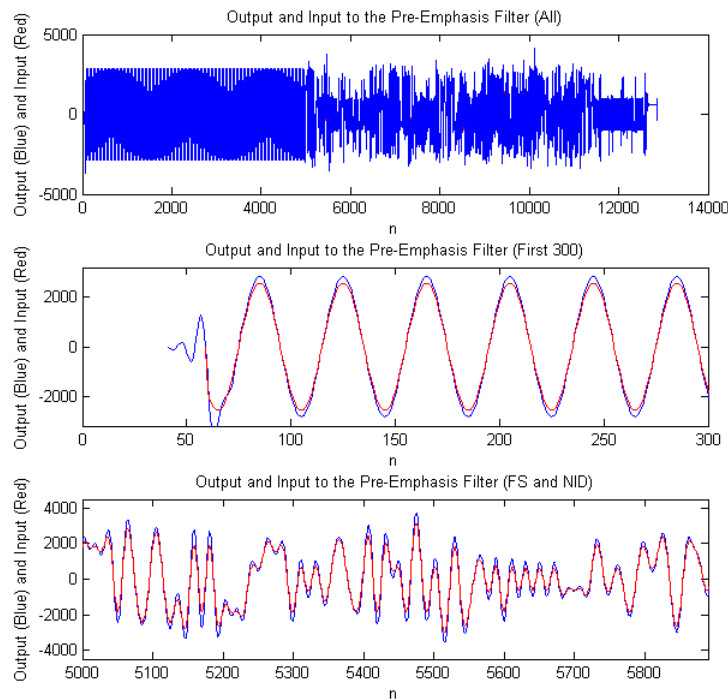 Output and Input to the Pre-Emphasis Filter (All)
Output (Blue) and Input (Red)
5000
0
-5000
0 2000 4000 6000 8000 10000 12000 14000
n
Output and Input to the Pre-Emphasis Filter (First 300)
Output (Blue) and Input (Red)
2000
0
-2000
0 50 100 150 200 250 300
n
Output and Input to the Pre-Emphasis Filter (FS and NID)
Output (Blue) and Input (Red)
4000
2000
0
-2000
-4000
5000 5100 5200 5300 5400 5500 5600 5700 5800
n